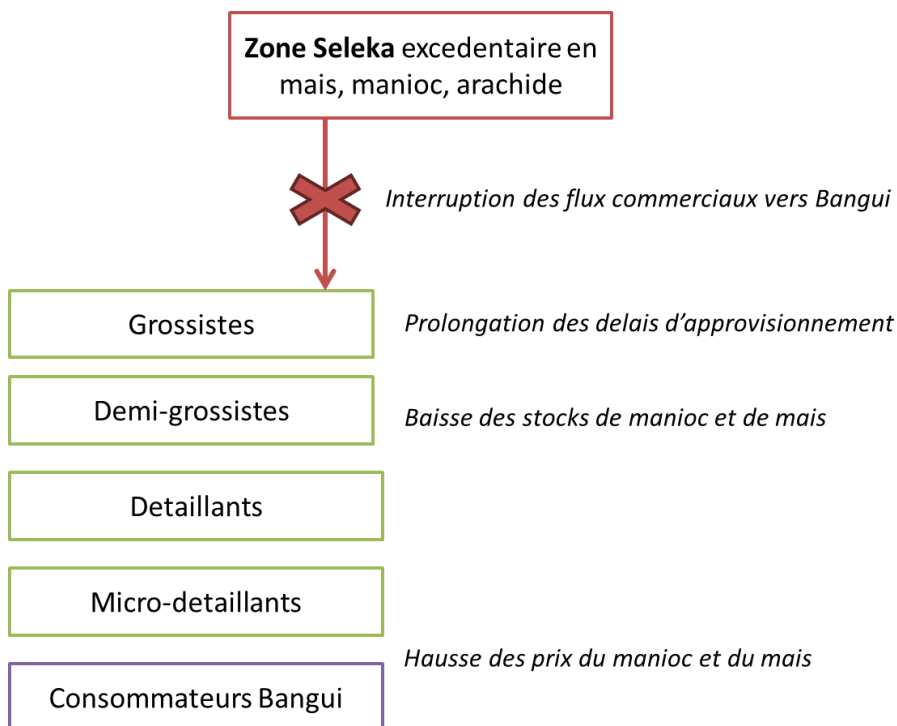 Zone Seleka excedentaire en
mais, manioc, arachide
Interruption des flux commerciaux vers Bangui
Grossistes
Prolongation des delais d’approvisionnement
Demi-grossistes
Baisse des stocks de manioc et de mais
Detaillants
Micro-detaillants
Hausse des prix du manioc et du mais
Consommateurs Bangui